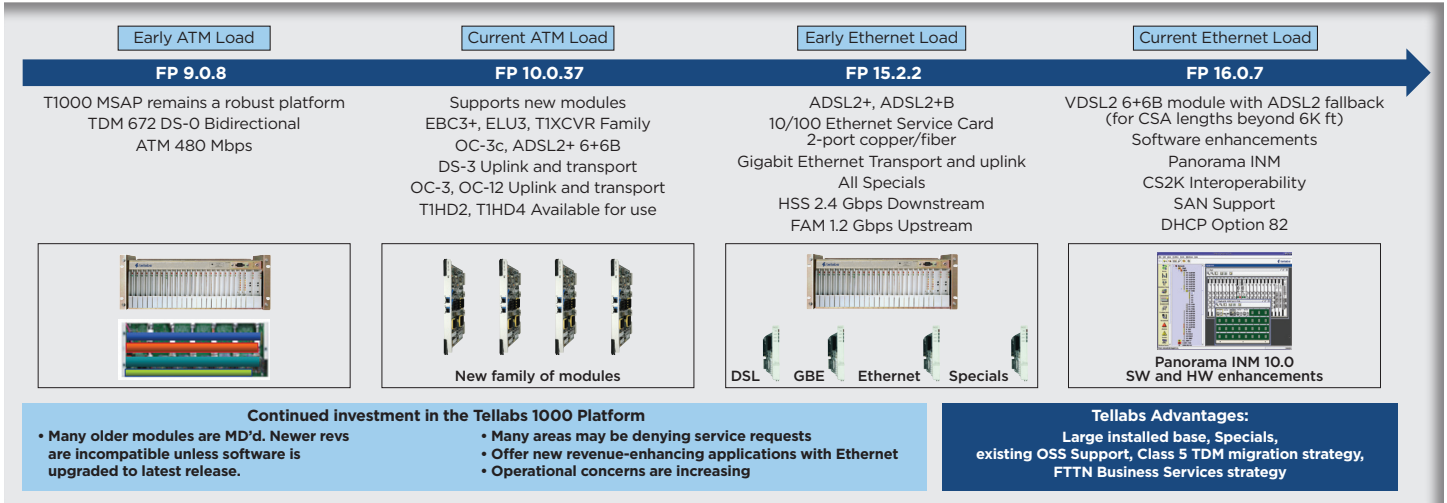 Early ATM Load
Current ATM Load
Early Ethernet Load
Current Ethernet Load
FP 9.0.8
FP 10.0.37
FP 15.2.2
FP 16.0.7
T1000 MSAP remains a robust platform
TDM 672 DS-0 Bidirectional
ATM 480 Mbps
Supports new modules
EBC3+, ELU3, T1XCVR Family
OC-3c, ADSL2+ 6+6B
DS-3 Uplink and transport
OC-3, OC-12 Uplink and transport
T1HD2, T1HD4 Available for use
ADSL2+, ADSL2+B
10/100 Ethernet Service Card
2-port copper/fiber
Gigabit Ethernet Transport and uplink
All Specials
HSS 2.4 Gbps Downstream
FAM 1.2 Gbps Upstream
VDSL2 6+6B module with ADSL2 fallback
(for CSA lengths beyond 6K ft)
Software enhancements
Panorama INM
CS2K Interoperability
SAN Support
DHCP Option 82
New family of modules
DSL
GBE
Ethernet
Specials
Panorama INM 10.0
SW and HW enhancements
Continued investment in the Tellabs 1000 Platform
• Many older modules are MD'd. Newer revs
are incompatible unless software is
upgraded to latest release.
• Many areas may be denying service requests
• Offer new revenue-enhancing applications with Ethernet
• Operational concerns are increasing
Tellabs Advantages:
Large installed base, Specials,
existing OSS Support, Class 5 TDM migration strategy,
FTTN Business Services strategy